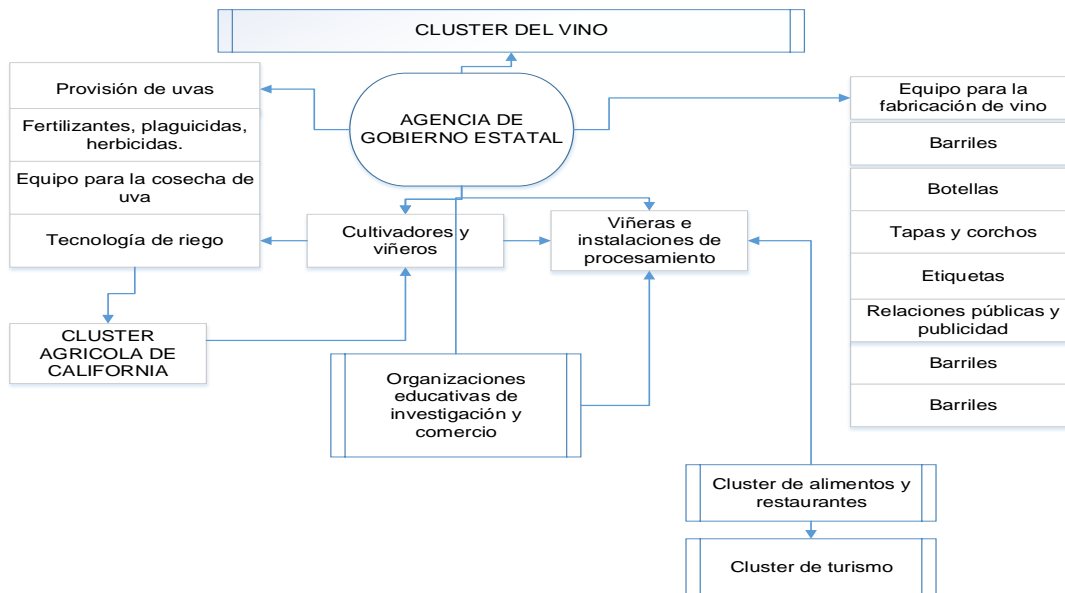 CLUSTER DEL VINO
Provisión de uvas
Fertilizantes, plaguicidas,
herbicidas.
Equipo para la cosecha de
uva
Tecnología de riego
AGENCIA DE
GOBIERNO ESTATAL
Equipo para la
fabricación de vino
Barriles
Botellas
Tapas y corchos
Etiquetas
Relaciones públicas y
publicidad
Barriles
Barriles
Cultivadores y
viñeros
Viñeras e
instalaciones de
procesamiento
CLUSTER
AGRICOLA DE
CALIFORNIA
Organizaciones
educativas de
investigación y
comercio
Cluster de alimentos y
restaurantes
Cluster de turismo